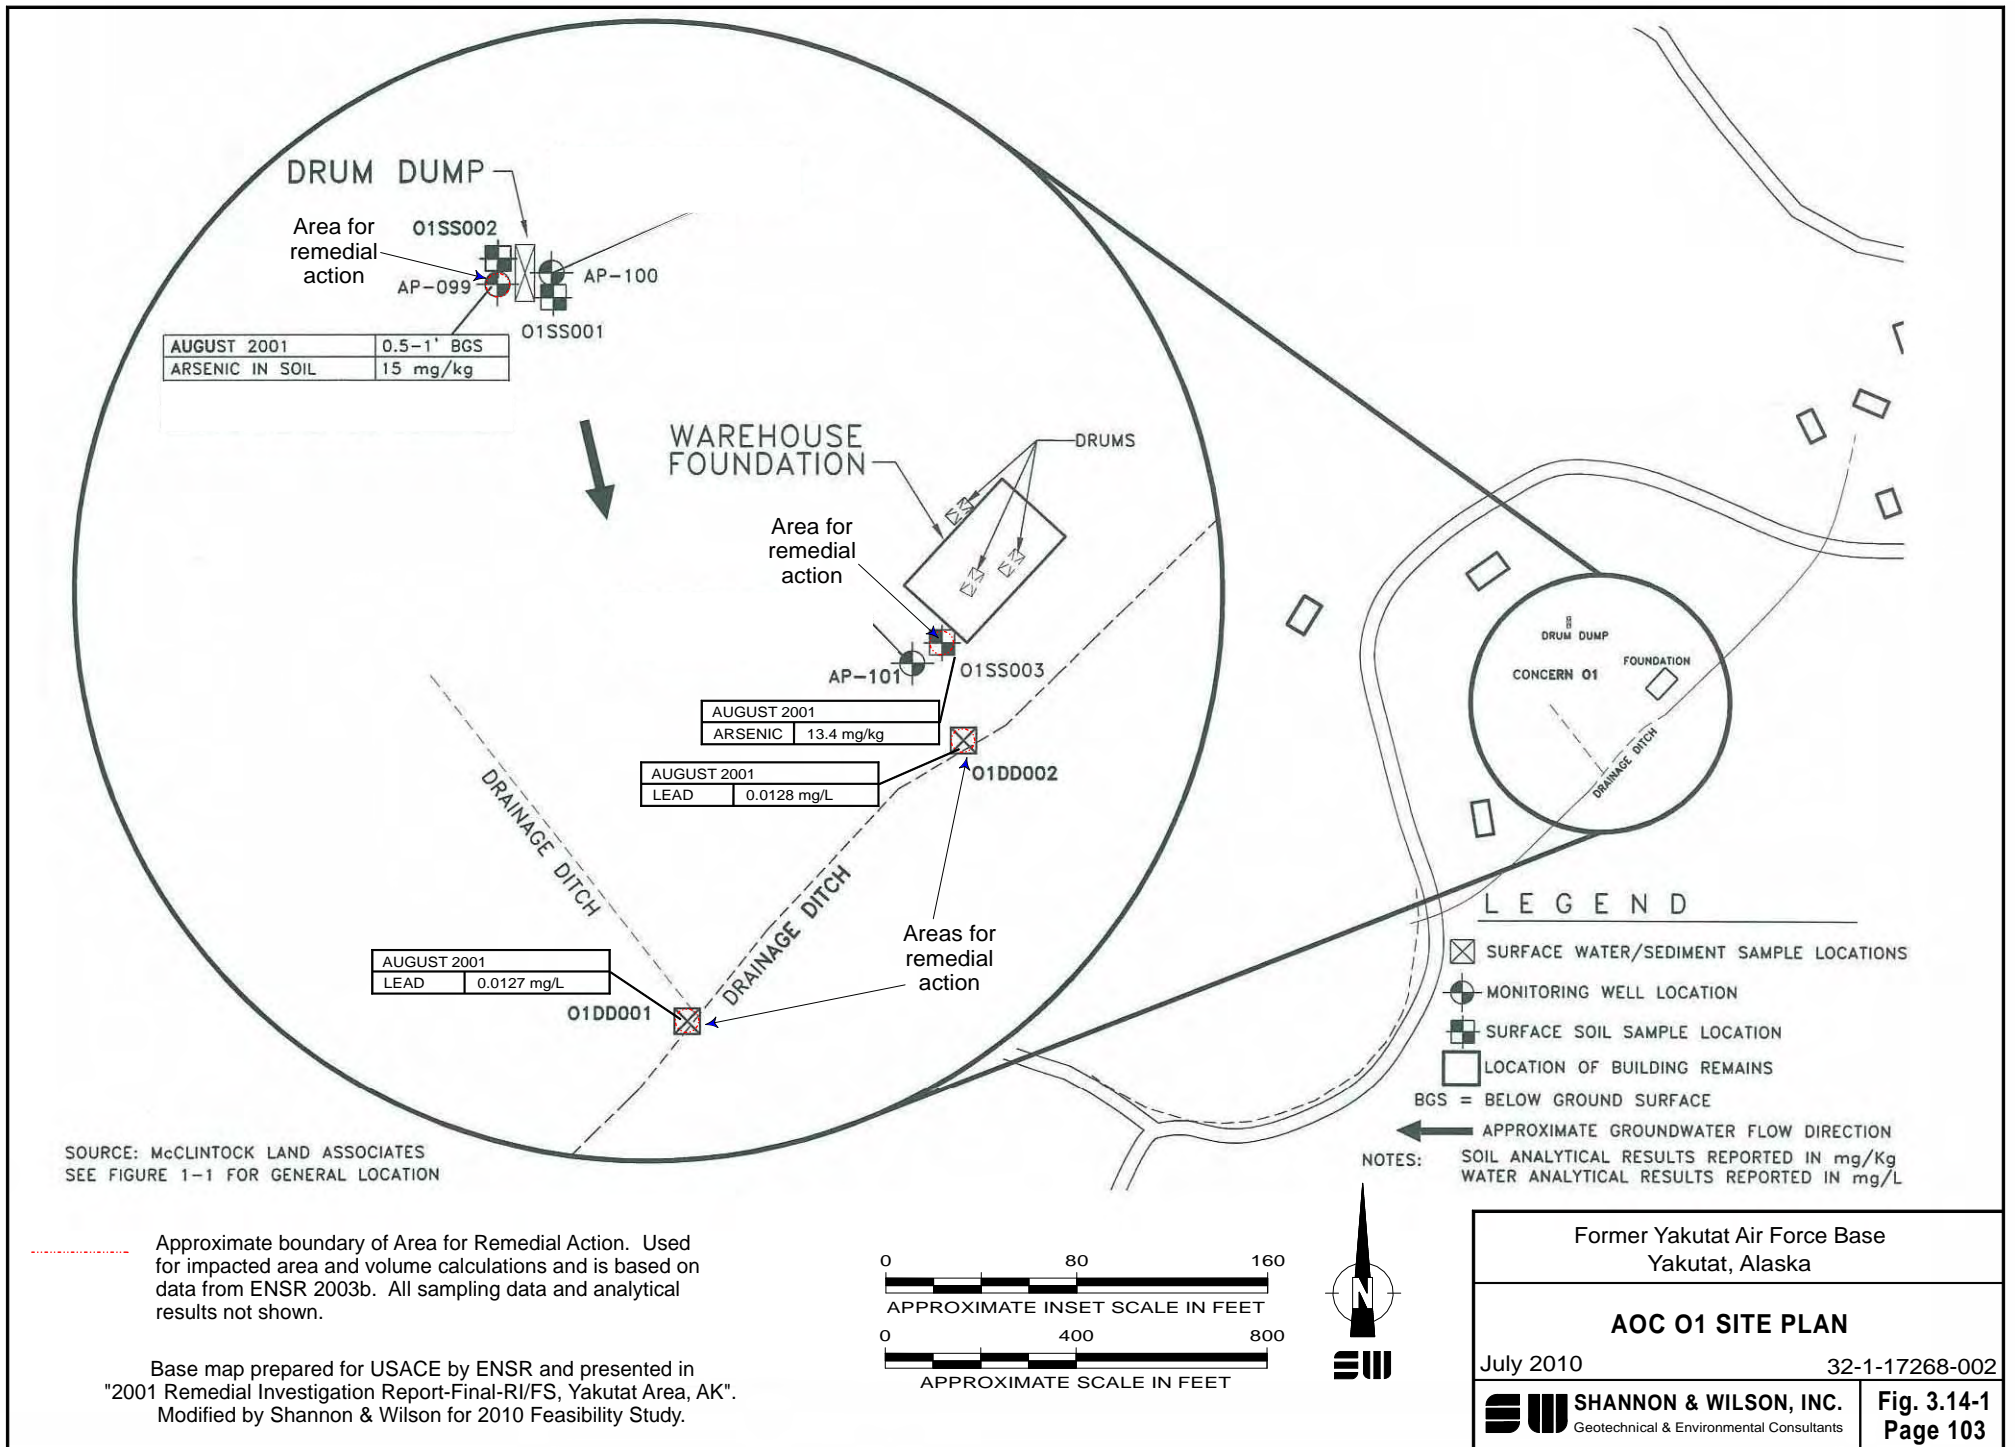 DRUM DUMP
Area for
remedial
action
O1SS002
AP-099
AP-100
O1SS001
AUGUST 2001 0.5-1' BGS
ARSENIC IN SOIL 15 mg/kg
WAREHOUSE
FOUNDATION
DRUMS
Area for
remedial
action
AP-101
O1SS003
AUGUST 2001
ARSENIC 13.4 mg/kg
AUGUST 2001
LEAD 0.0128 mg/L
O1DD002
DRAINAGE DITCH
DRAINAGE DITCH
Areas for
remedial
action
AUGUST 2001
LEAD 0.0127 mg/L
O1DD001
DRUM DUMP
FOUNDATION
CONCERN O1
DRAINAGE DITCH
LEGEND
SURFACE WATER/SEDIMENT SAMPLE LOCATIONS
MONITORING WELL LOCATION
SURFACE SOIL SAMPLE LOCATION
LOCATION OF BUILDING REMAINS
BGS = BELOW GROUND SURFACE
APPROXIMATE GROUNDWATER FLOW DIRECTION
NOTES: SOIL ANALYTICAL RESULTS REPORTED IN mg/Kg
WATER ANALYTICAL RESULTS REPORTED IN mg/L
SOURCE: McCLINTOCK LAND ASSOCIATES
SEE FIGURE 1-1 FOR GENERAL LOCATION
Approximate boundary of Area for Remedial Action. Used
for impacted area and volume calculations and is based on
data from ENSR 2003b. All sampling data and analytical
results not shown.
Base map prepared for USACE by ENSR and presented in
"2001 Remedial Investigation Report-Final-RI/FS, Yakutat Area, AK".
Modified by Shannon & Wilson for 2010 Feasibility Study.
0 80 160
APPROXIMATE INSET SCALE IN FEET
0 400 800
APPROXIMATE SCALE IN FEET
N
SW
Former Yakutat Air Force Base
Yakutat, Alaska
AOC O1 SITE PLAN
July 2010 32-1-17268-002
SW SHANNON & WILSON, INC.
Geotechnical & Environmental Consultants
Fig. 3.14-1
Page 103